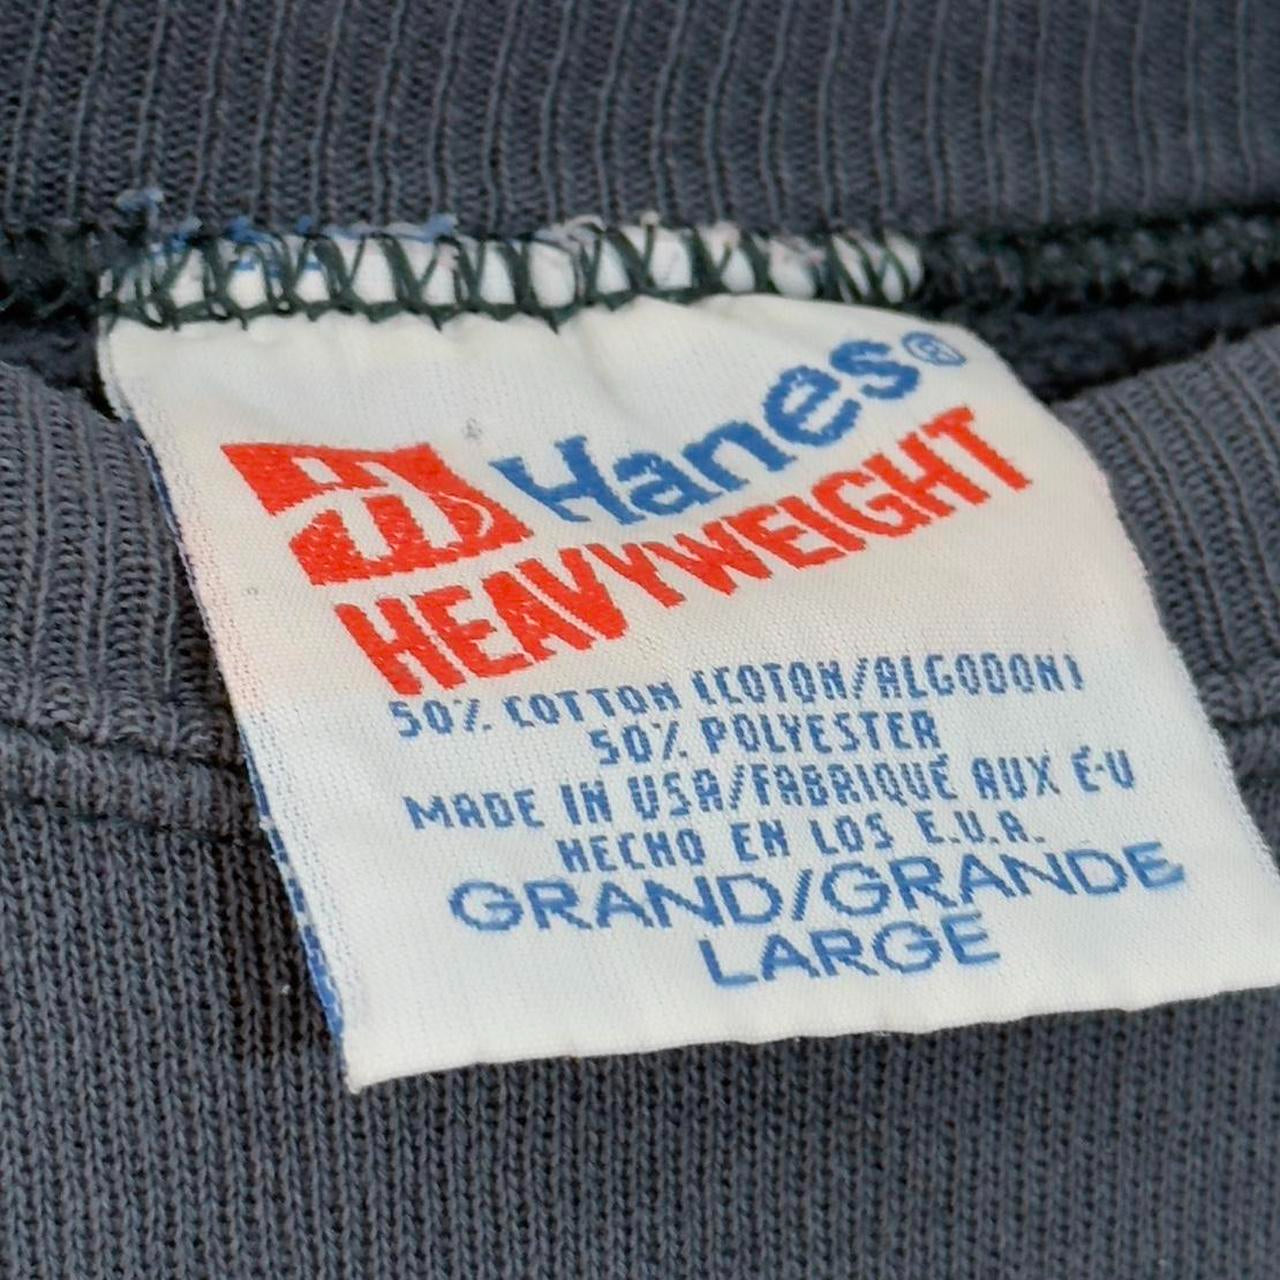 Hanes®
HEAVYWEIGHT
50% COTTON (COTON/ALGODON)
50% POLYESTER
MADE IN USA/FABRIQUÉ AUX É-U
HECHO EN LOS E.U.A.
GRAND/GRANDE
LARGE